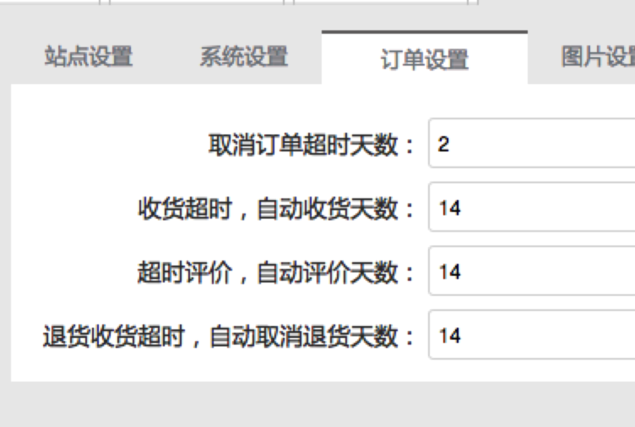 站点设置 系统设置 订单设置 图片设
取消订单超时天数： 2
收货超时，自动收货天数： 14
超时评价，自动评价天数： 14
退货收货超时，自动取消退货天数： 14